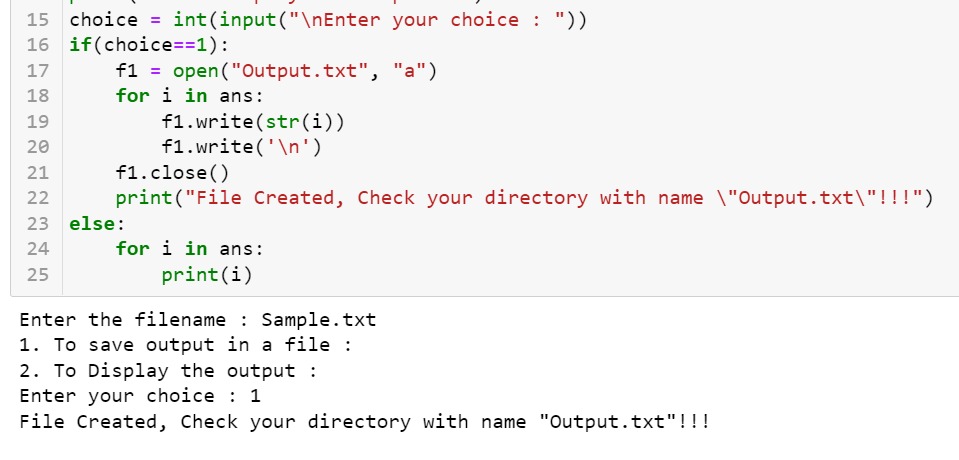 15 choice = int(input("\nEnter your choice : "))
16 if(choice==1):
17     f1 = open("Output.txt", "a")
18     for i in ans:
19         f1.write(str(i))
20         f1.write('\n')
21     f1.close()
22     print("File Created, Check your directory with name \"Output.txt\"!!!")
23 else:
24     for i in ans:
25         print(i)
Enter the filename : Sample.txt
1. To save output in a file :
2. To Display the output :
Enter your choice : 1
File Created, Check your directory with name "Output.txt"!!!